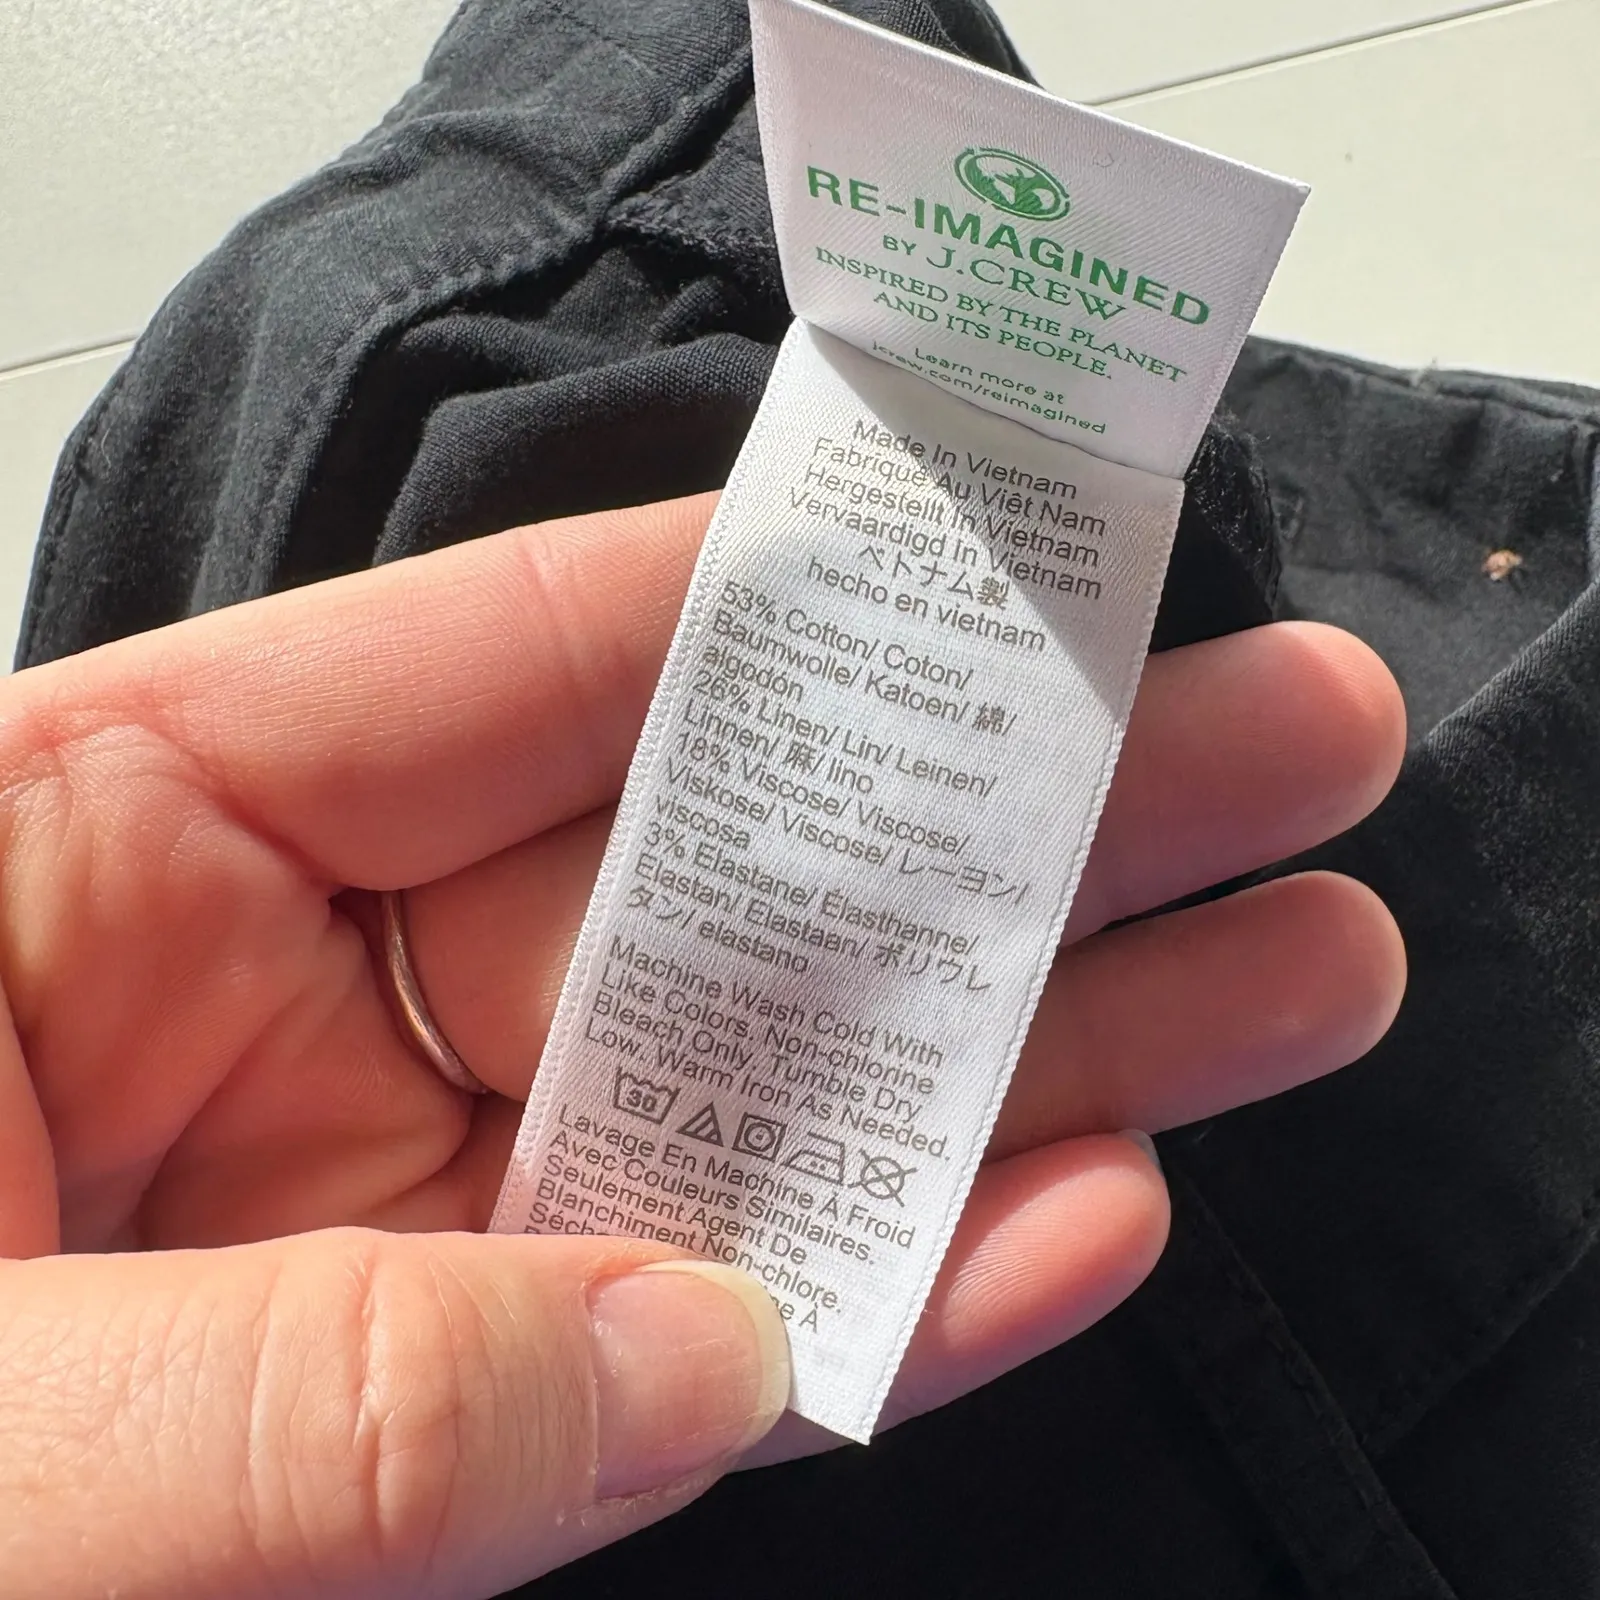 RE-IMAGINED
BY J.CREW
INSPIRED BY THE PLANET
AND ITS PEOPLE.
Learn more at
jcrew.com/reimagined
Made In Vietnam
Fabriqué Au Viêt Nam
Hergestellt In Vietnam
Vervaardigd In Vietnam
ベトナム製
hecho en vietnam
53% Cotton/ Coton/
Baumwolle/ Katoen/ 綿/
algodón
26% Linen/ Lin/ Leinen/
Linnen/ 麻/ lino
18% Viscose/ Viscose/
Viskose/ Viscose/ レーヨン/
viscosa
3% Elastane/ Élasthanne/
Elastan/ Elastaan/ ポリウレ
タン/ elastano
Machine Wash Cold With
Like Colors. Non-chlorine
Bleach Only. Tumble Dry
Low. Warm Iron As Needed.
30
Lavage En Machine À Froid
Avec Couleurs Similaires.
Seulement Agent De
Blanchiment Non-chlore.
À